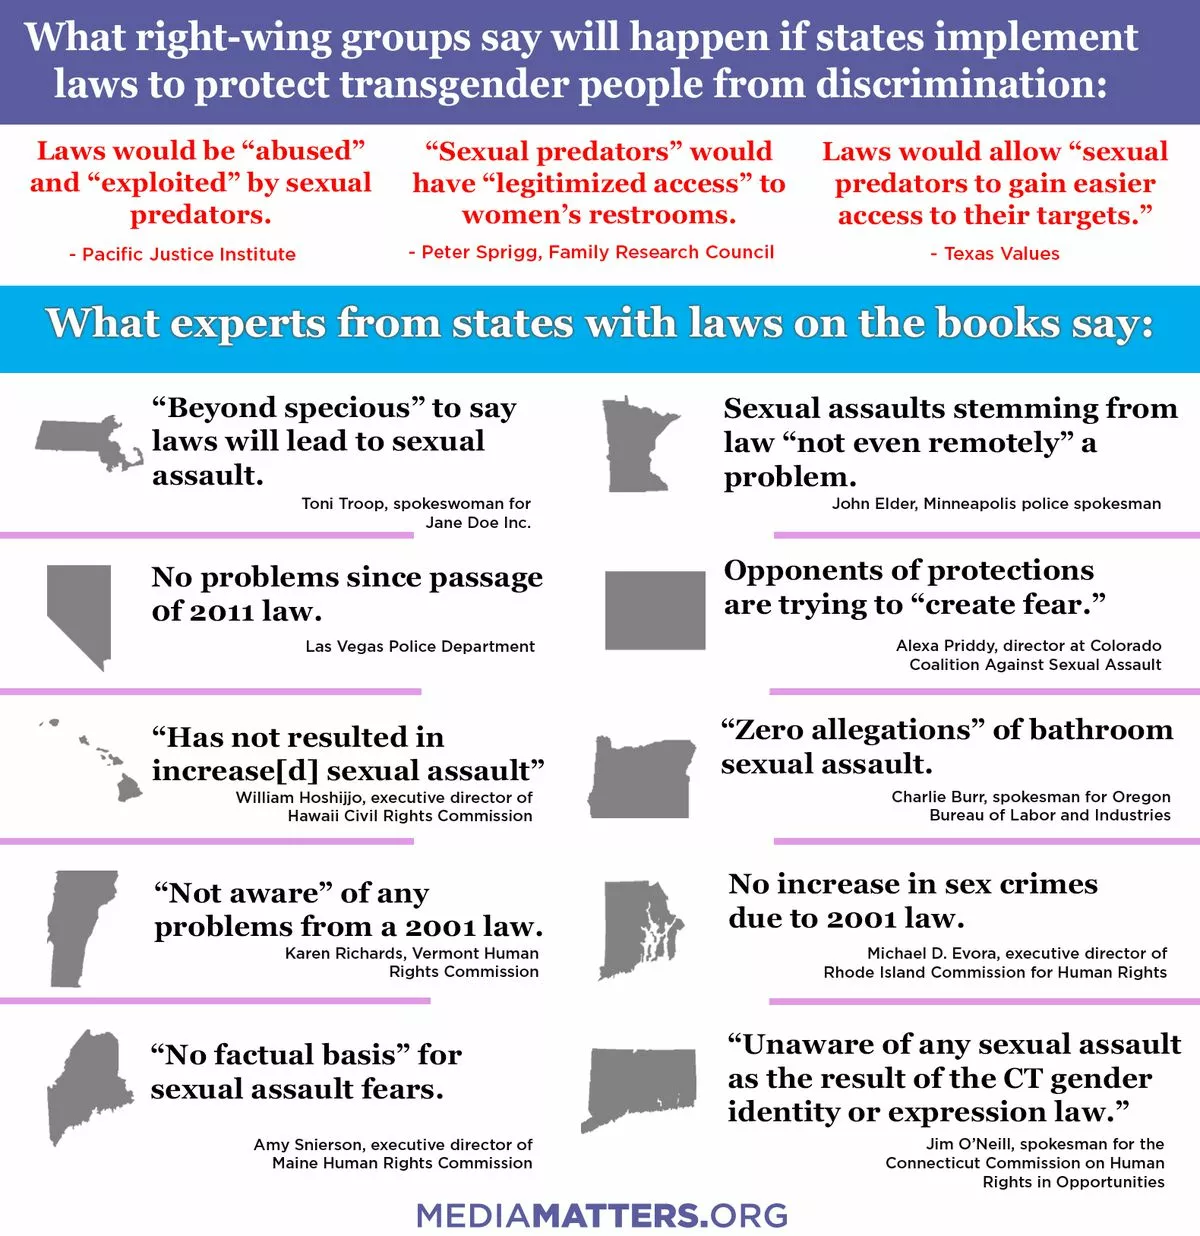 What right-wing groups say will happen if states implement
laws to protect transgender people from discrimination:
Laws would be “abused”
and “exploited” by sexual
predators.
- Pacific Justice Institute
“Sexual predators” would
have “legitimized access” to
women’s restrooms.
- Peter Sprigg, Family Research Council
Laws would allow “sexual
predators to gain easier
access to their targets.”
- Texas Values
What experts from states with laws on the books say:
“Beyond specious” to say
laws will lead to sexual
assault.
Toni Troop, spokeswoman for
Jane Doe Inc.
Sexual assaults stemming from
law “not even remotely” a
problem.
John Elder, Minneapolis police spokesman
No problems since passage
of 2011 law.
Las Vegas Police Department
Opponents of protections
are trying to “create fear.”
Alexa Priddy, director at Colorado
Coalition Against Sexual Assault
“Has not resulted in
increase[d] sexual assault”
William Hoshijjo, executive director of
Hawaii Civil Rights Commission
“Zero allegations” of bathroom
sexual assault.
Charlie Burr, spokesman for Oregon
Bureau of Labor and Industries
“Not aware” of any
problems from a 2001 law.
Karen Richards, Vermont Human
Rights Commission
No increase in sex crimes
due to 2001 law.
Michael D. Evora, executive director of
Rhode Island Commission for Human Rights
“No factual basis” for
sexual assault fears.
Amy Snierson, executive director of
Maine Human Rights Commission
“Unaware of any sexual assault
as the result of the CT gender
identity or expression law.”
Jim O’Neill, spokesman for the
Connecticut Commission on Human
Rights in Opportunities
MEDIAMATTERS.ORG